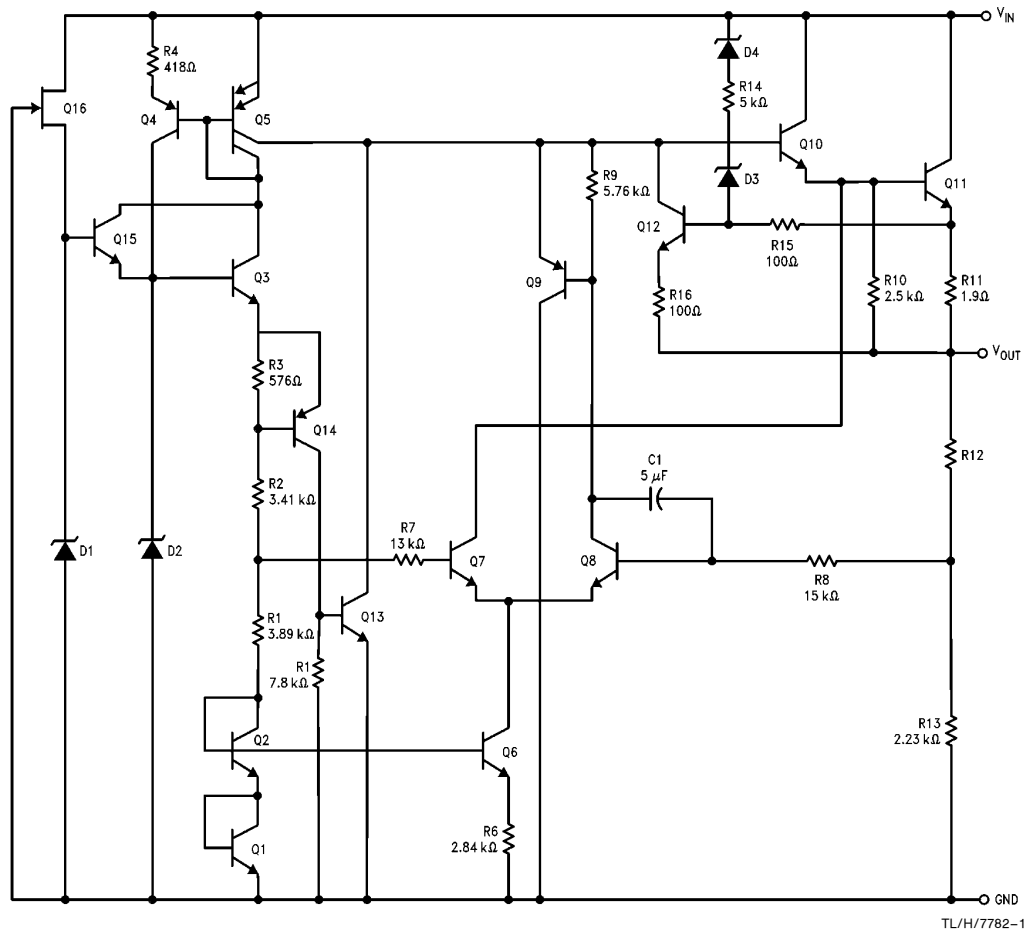 VIN
R4
418Ω
Q16
Q4
Q5
D4
R14
5 kΩ
Q10
D3
Q11
R9
5.76 kΩ
Q12
Q15
R15
100Ω
Q3
Q9
R16
100Ω
R10
2.5 kΩ
R11
1.9Ω
VOUT
R3
576Ω
Q14
R12
C1
5 μF
R2
3.41 kΩ
R7
13 kΩ
D1
D2
Q7
Q8
R8
15 kΩ
R1
3.89 kΩ
Q13
R1
7.8 kΩ
Q2
Q6
R13
2.23 kΩ
R6
2.84 kΩ
Q1
GND
TL/H/7782–1